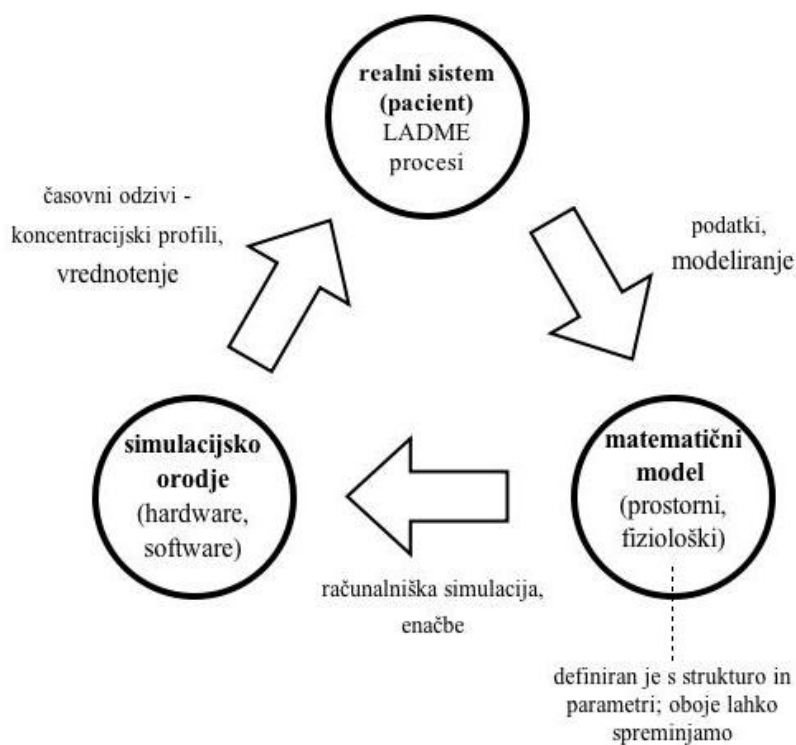 realni sistem
(pacient)
LADME
procesi
časovni odzivi -
koncentracijski profili,
vrednotenje
podatki,
modeliranje
simulacijsko
orodje
(hardware,
software)
matematični
model
(prostorni,
fiziološki)
računalniška simulacija,
enačbe
definiran je s strukturo in
parametri; oboje lahko
spreminjamo